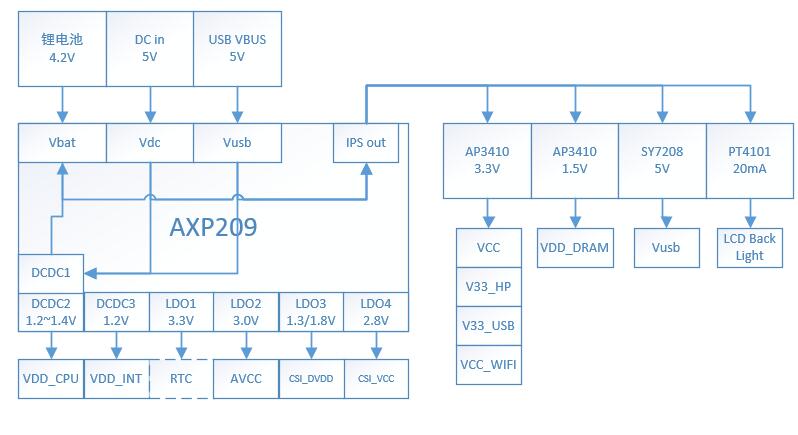 锂电池
4.2V
DC in
5V
USB VBUS
5V
Vbat
Vdc
Vusb
IPS out
AP3410
3.3V
AP3410
1.5V
SY7208
5V
PT4101
20mA
AXP209
VCC
VDD_DRAM
Vusb
LCD Back
Light
V33_HP
V33_USB
VCC_WIFI
DCDC1
DCDC2
1.2~1.4V
DCDC3
1.2V
LDO1
3.3V
LDO2
3.0V
LDO3
1.3/1.8V
LDO4
2.8V
VDD_CPU
VDD_INT
RTC
AVCC
CSI_DVDD
CSI_VCC